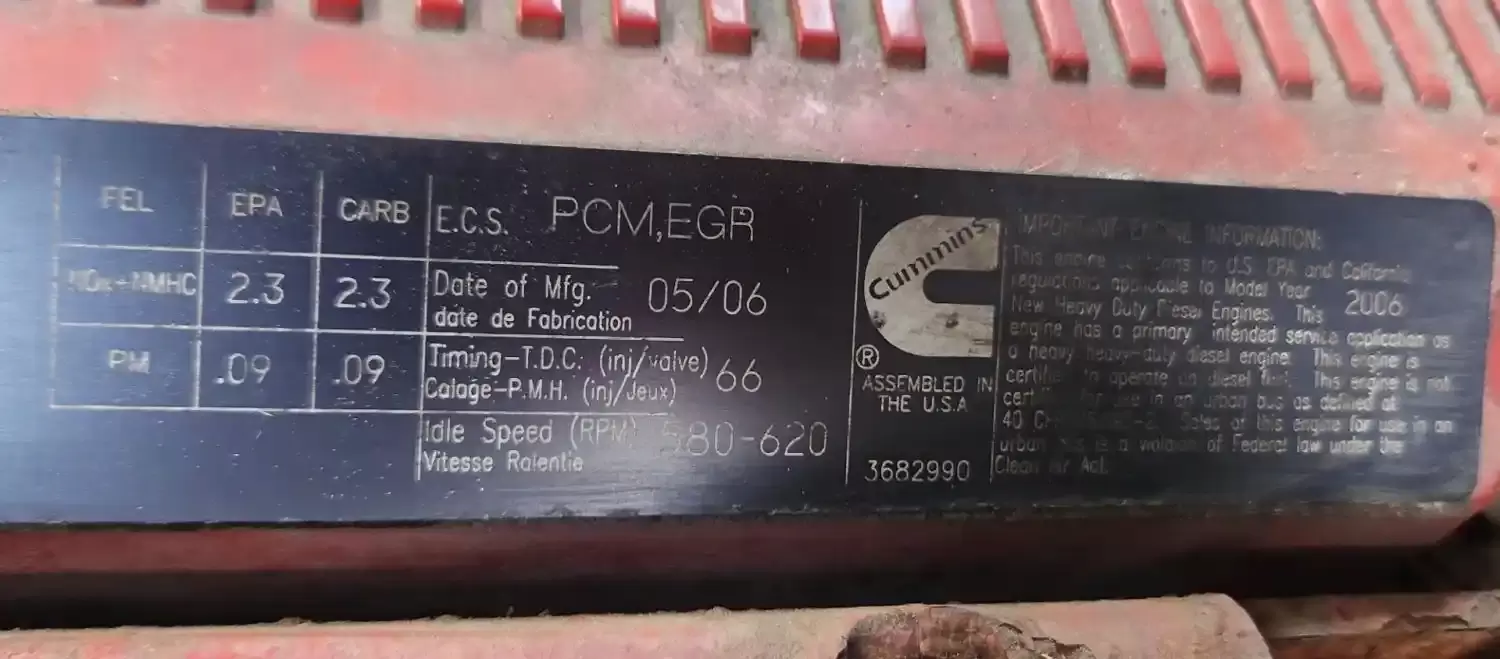 FEL EPA CARB
NOx+NMHC 2.3 2.3
PM .09 .09
E.C.S. PCM,EGR
Date of Mfg. 05/06
date de Fabrication
Timing-T.D.C. (inj/valve) 66
Calage-P.M.H. (inj/Jeux)
Idle Speed (RPM) 580-620
Vitesse Ralentie
Cummins
®
ASSEMBLED IN
THE U.S.A
3682990
IMPORTANT ENGINE INFORMATION:
This engine to U.S. EPA and California
regulations applicable to Model Year 2006
New Heavy Duty Diesel Engines. This
engine has a primary intended service application as
a heavy heavy-duty diesel engine. This engine is
to operate on diesel fuel. This engine is not
for use in an urban bus as defined at
40 Sales of this engine for use in an
urban bus is a violation of Federal law under the
Clean Air Act.